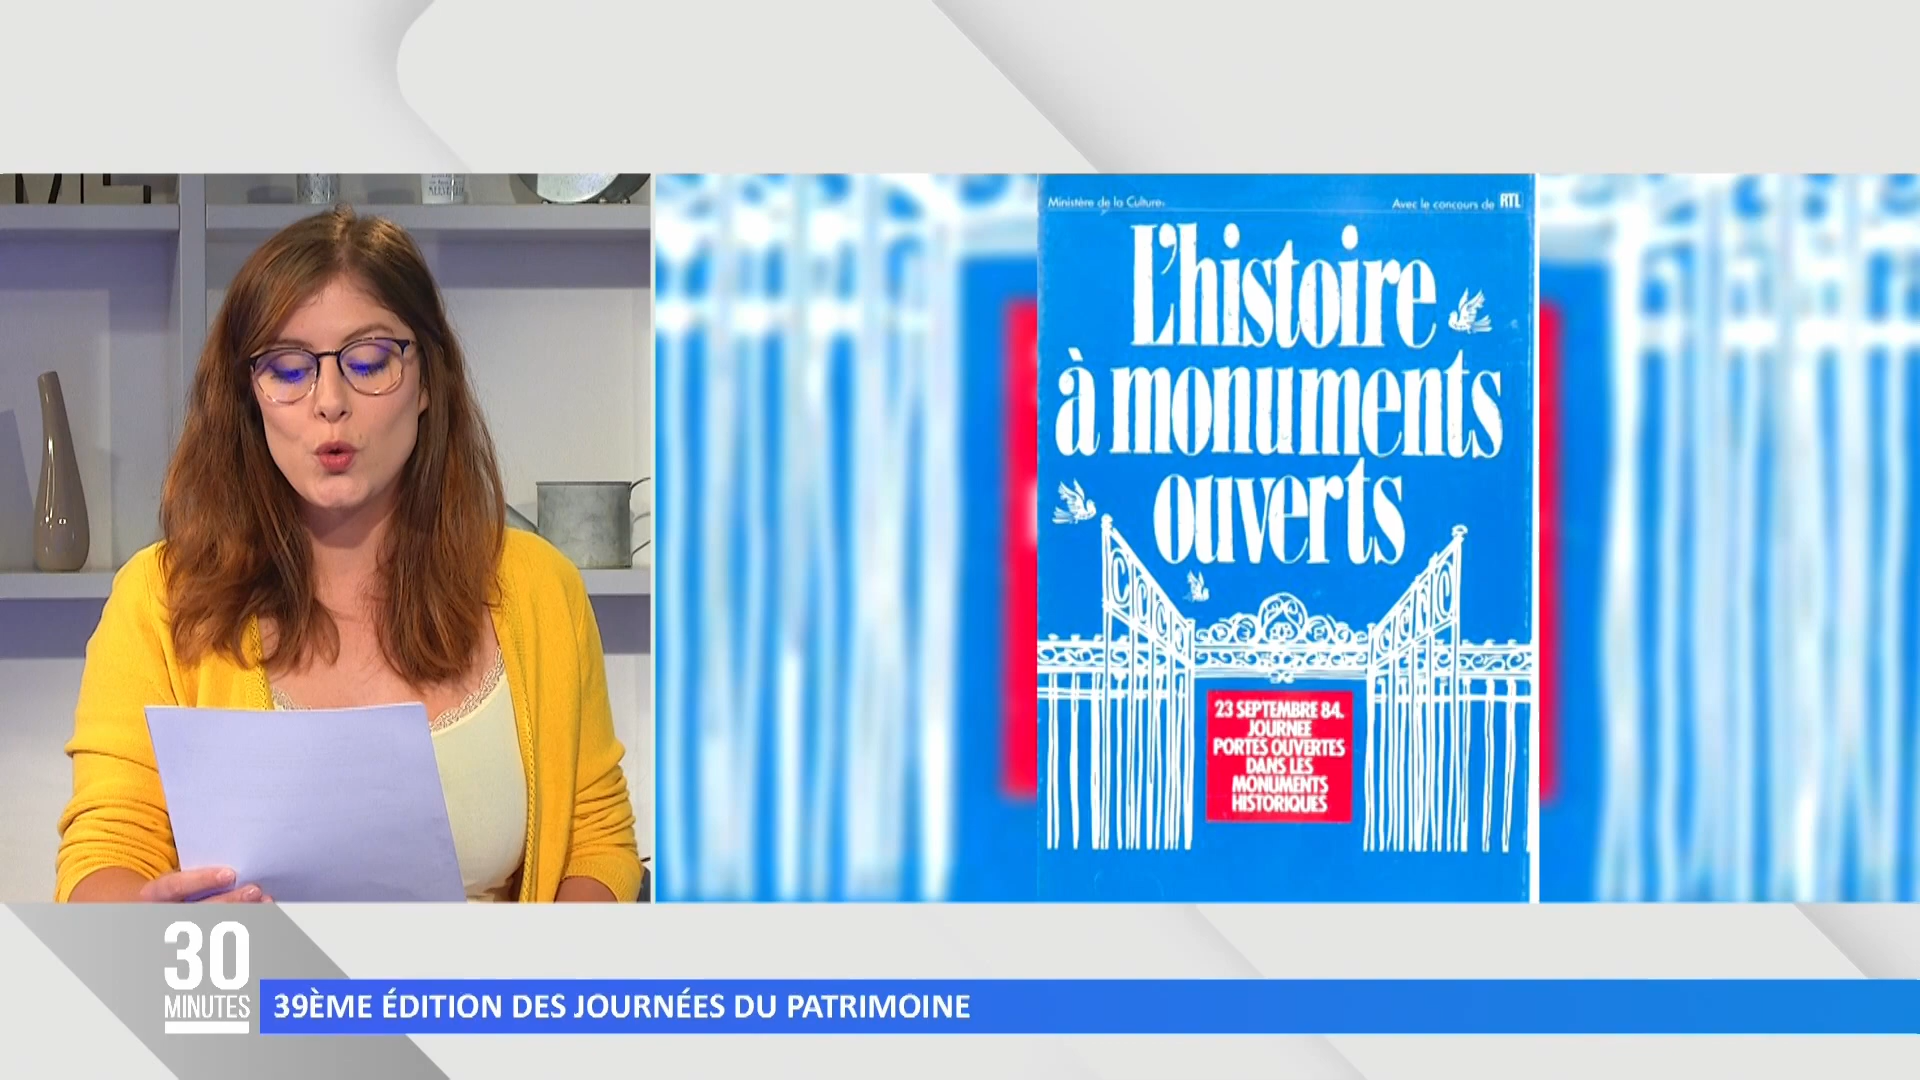 Ministère de la Culture.
Avec le concours de RTL
L'histoire
à monuments
ouverts
23 SEPTEMBRE 84.
JOURNEE
PORTES OUVERTES
DANS LES
MONUMENTS
HISTORIQUES
30
MINUTES
39ÈME ÉDITION DES JOURNÉES DU PATRIMOINE